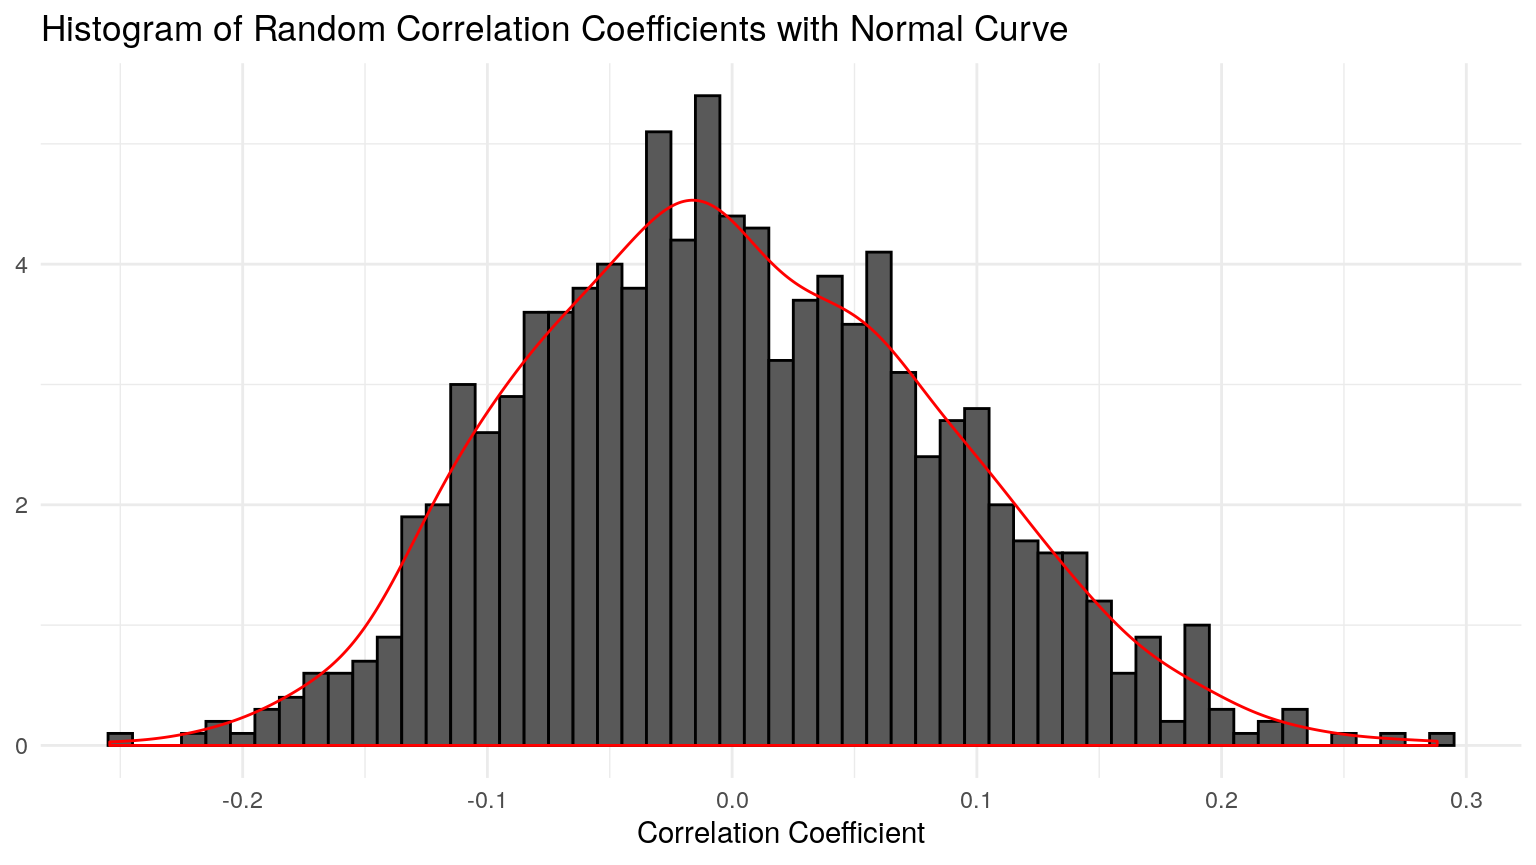 Histogram of Random Correlation Coefficients with Normal Curve
4
2
0
-0.2 -0.1 0.0 0.1 0.2 0.3
Correlation Coefficient